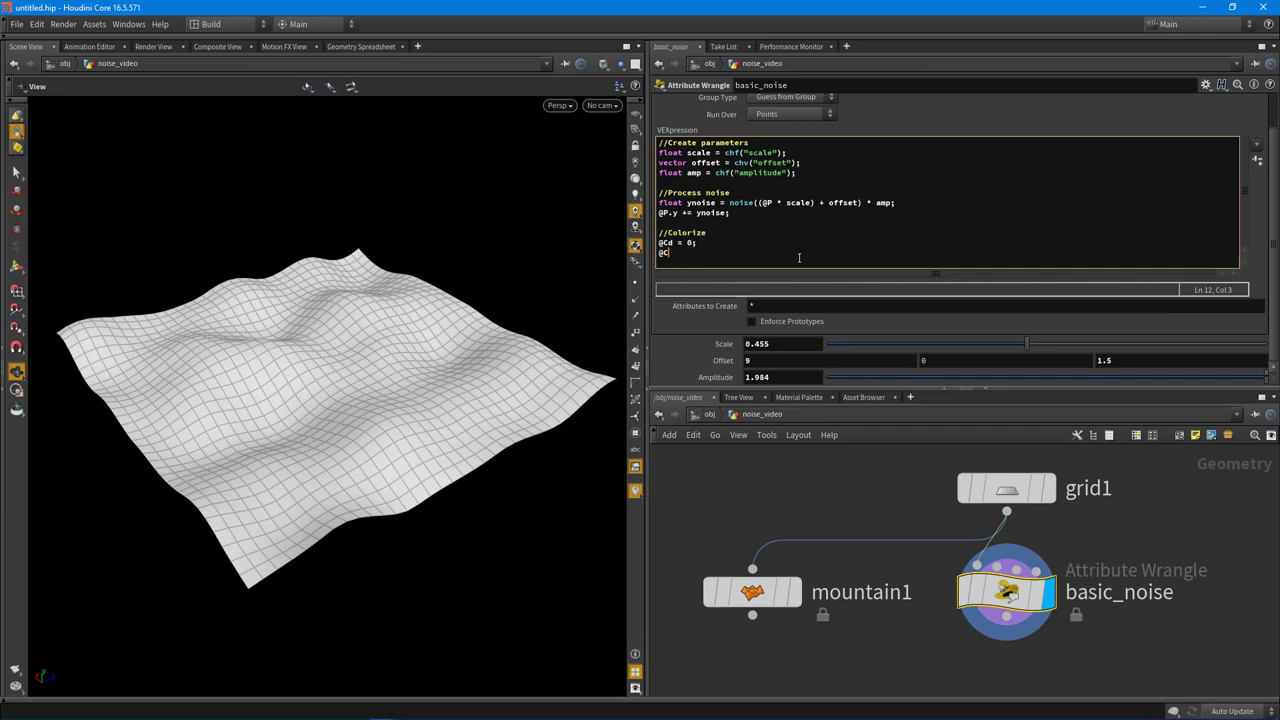 untitled.hip - Houdini Core 16.5.571
File Edit Render Assets Windows Help Build Main Main
Scene View Animation Editor Render View Composite View Motion FX View Geometry Spreadsheet
obj noise_video
View
Persp No cam
abc
basic_noise Take List Performance Monitor
obj noise_video
Attribute Wrangle basic_noise
Group Type Guess from Group
Run Over Points
VEXpression
//Create parameters
float scale = chf("scale");
vector offset = chv("offset");
float amp = chf("amplitude");
//Process noise
float ynoise = noise((@P * scale) + offset) * amp;
@P.y += ynoise;
//Colorize
@Cd = 0;
@C
Ln 12, Col 3
Attributes to Create *
Enforce Prototypes
Scale 0.455
Offset 9 0 1.5
Amplitude 1.984
/obj/noise_video Tree View Material Palette Asset Browser
obj noise_video
Add Edit Go View Tools Layout Help
Geometry
grid1
mountain1
Attribute Wrangle
basic_noise
Auto Update